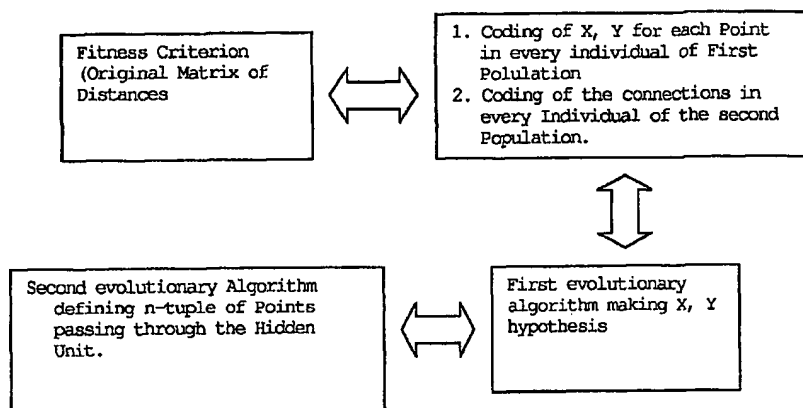 Fitness Criterion
(Original Matrix of
Distances
1. Coding of X, Y for each Point
in every individual of First
Polulation
2. Coding of the connections in
every Individual of the second
Population.
Second evolutionary Algorithm
defining n-tuple of Points
passing through the Hidden
Unit.
First evolutionary
algorithm making X, Y
hypothesis